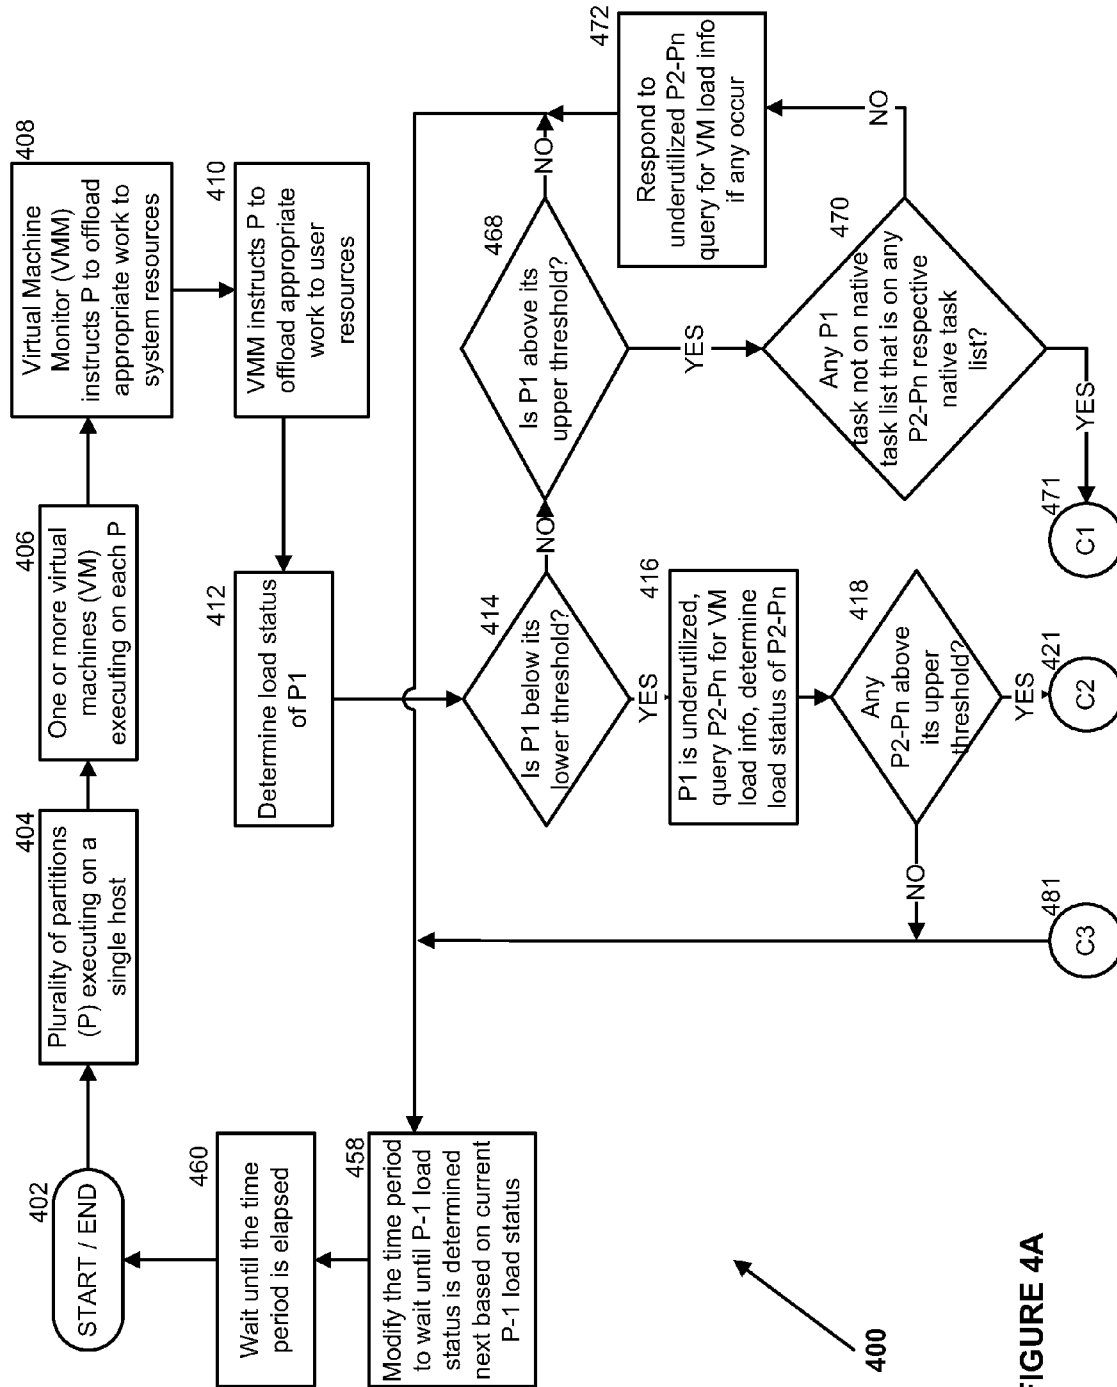 402
START / END
404
Plurality of partitions
(P) executing on a
single host
406
One or more virtual
machines (VM)
executing on each P
408
Virtual Machine
Monitor (VMM)
instructs P to offload
appropriate work to
system resources
410
VMM instructs P to
offload appropriate
work to user
resources
412
Determine load status
of P1
414
Is P1 below its
lower threshold?
NO
YES
468
Is P1 above its
upper threshold?
NO
YES
416
P1 is underutilized,
query P2-Pn for VM
load info, determine
load status of P2-Pn
418
Any
P2-Pn above
its upper
threshold?
NO
YES
421
C2
470
Any P1
task not on native
task list that is on any
P2-Pn respective
native task
list?
NO
YES
471
C1
472
Respond to
underutilized P2-Pn
query for VM load info
if any occur
481
C3
458
Modify the time period
to wait until P-1 load
status is determined
next based on current
P-1 load status
460
Wait until the time
period is elapsed
400
FIGURE 4A